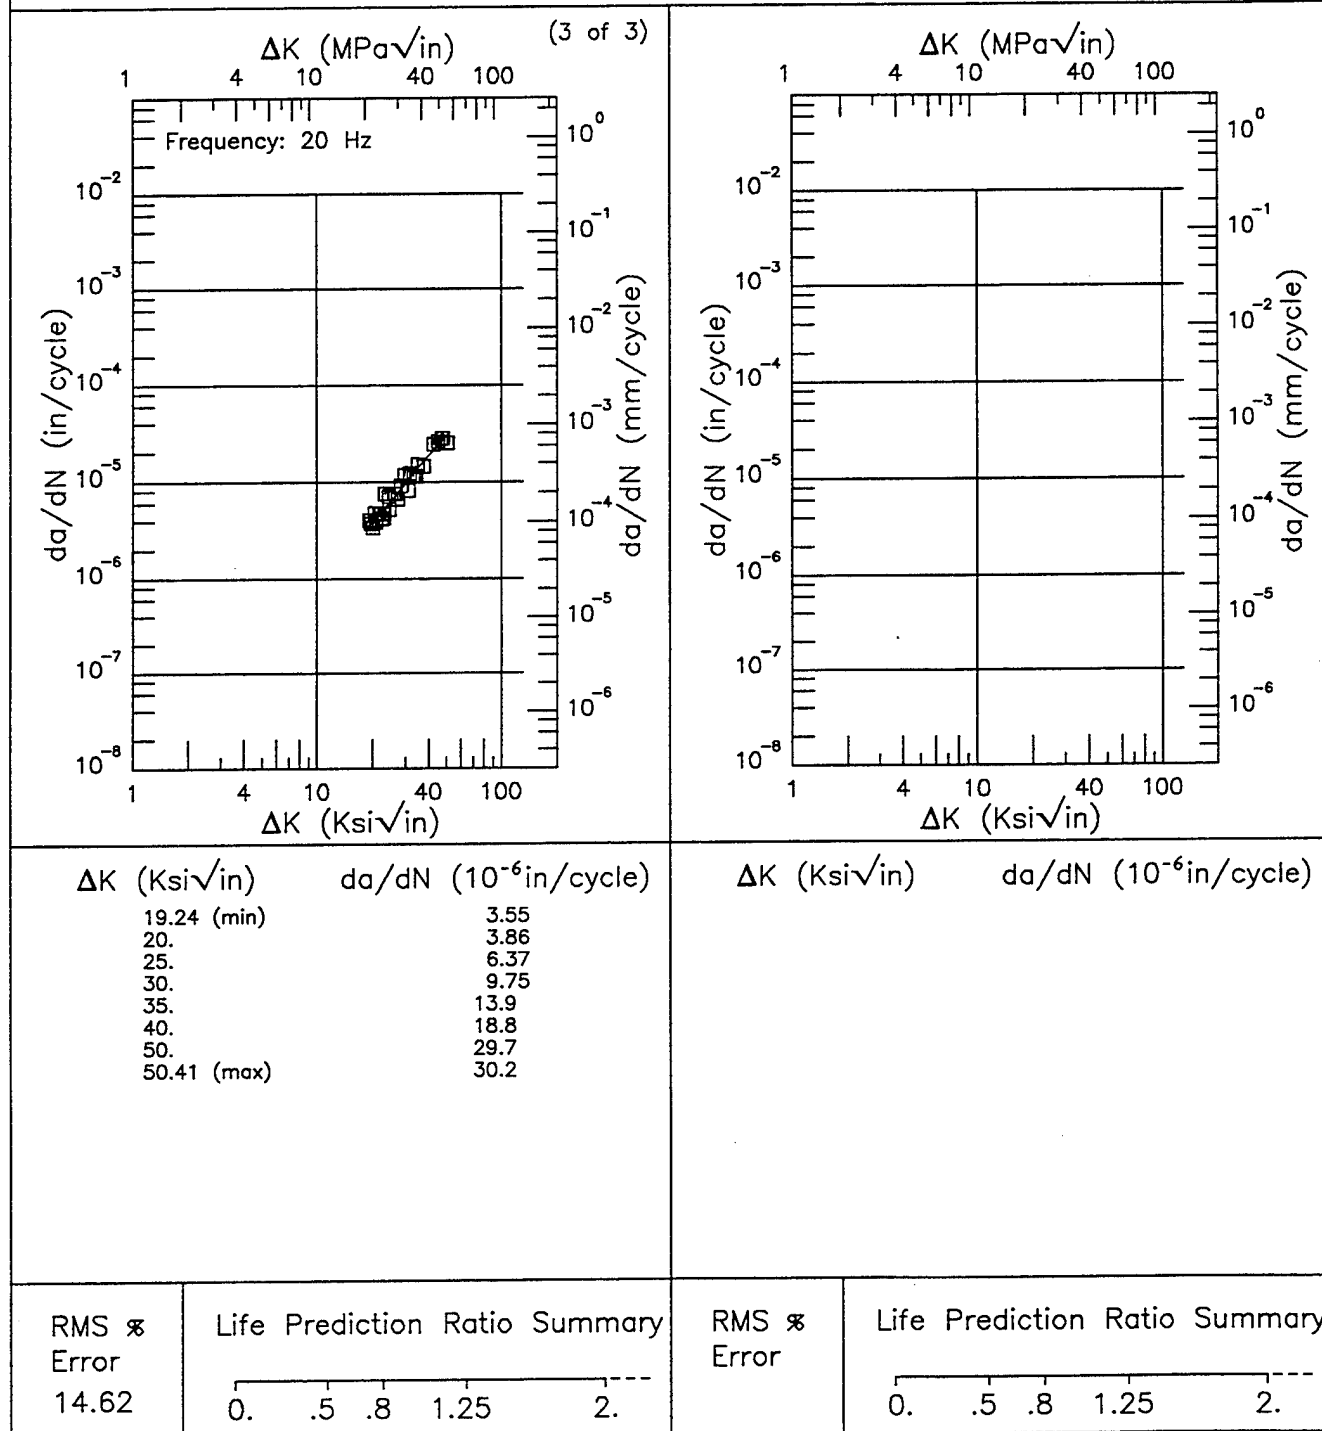 (3 of 3)
ΔK (MPa√in)
1 4 10 40 100
Frequency: 20 Hz
da/dN (in/cycle)
10⁻²
10⁻³
10⁻⁴
10⁻⁵
10⁻⁶
10⁻⁷
10⁻⁸
10⁰
10⁻¹
10⁻²
10⁻³
10⁻⁴
10⁻⁵
10⁻⁶
da/dN (mm/cycle)
1 4 10 40 100
ΔK (Ksi√in)
ΔK (MPa√in)
1 4 10 40 100
da/dN (in/cycle)
10⁻²
10⁻³
10⁻⁴
10⁻⁵
10⁻⁶
10⁻⁷
10⁻⁸
10⁰
10⁻¹
10⁻²
10⁻³
10⁻⁴
10⁻⁵
10⁻⁶
da/dN (mm/cycle)
1 4 10 40 100
ΔK (Ksi√in)
ΔK (Ksi√in) da/dN (10⁻⁶in/cycle)
19.24 (min) 3.55
20. 3.86
25. 6.37
30. 9.75
35. 13.9
40. 18.8
50. 29.7
50.41 (max) 30.2
ΔK (Ksi√in) da/dN (10⁻⁶in/cycle)
RMS %
Error
14.62
Life Prediction Ratio Summary
0. .5 .8 1.25 2.
RMS %
Error
Life Prediction Ratio Summary
0. .5 .8 1.25 2.